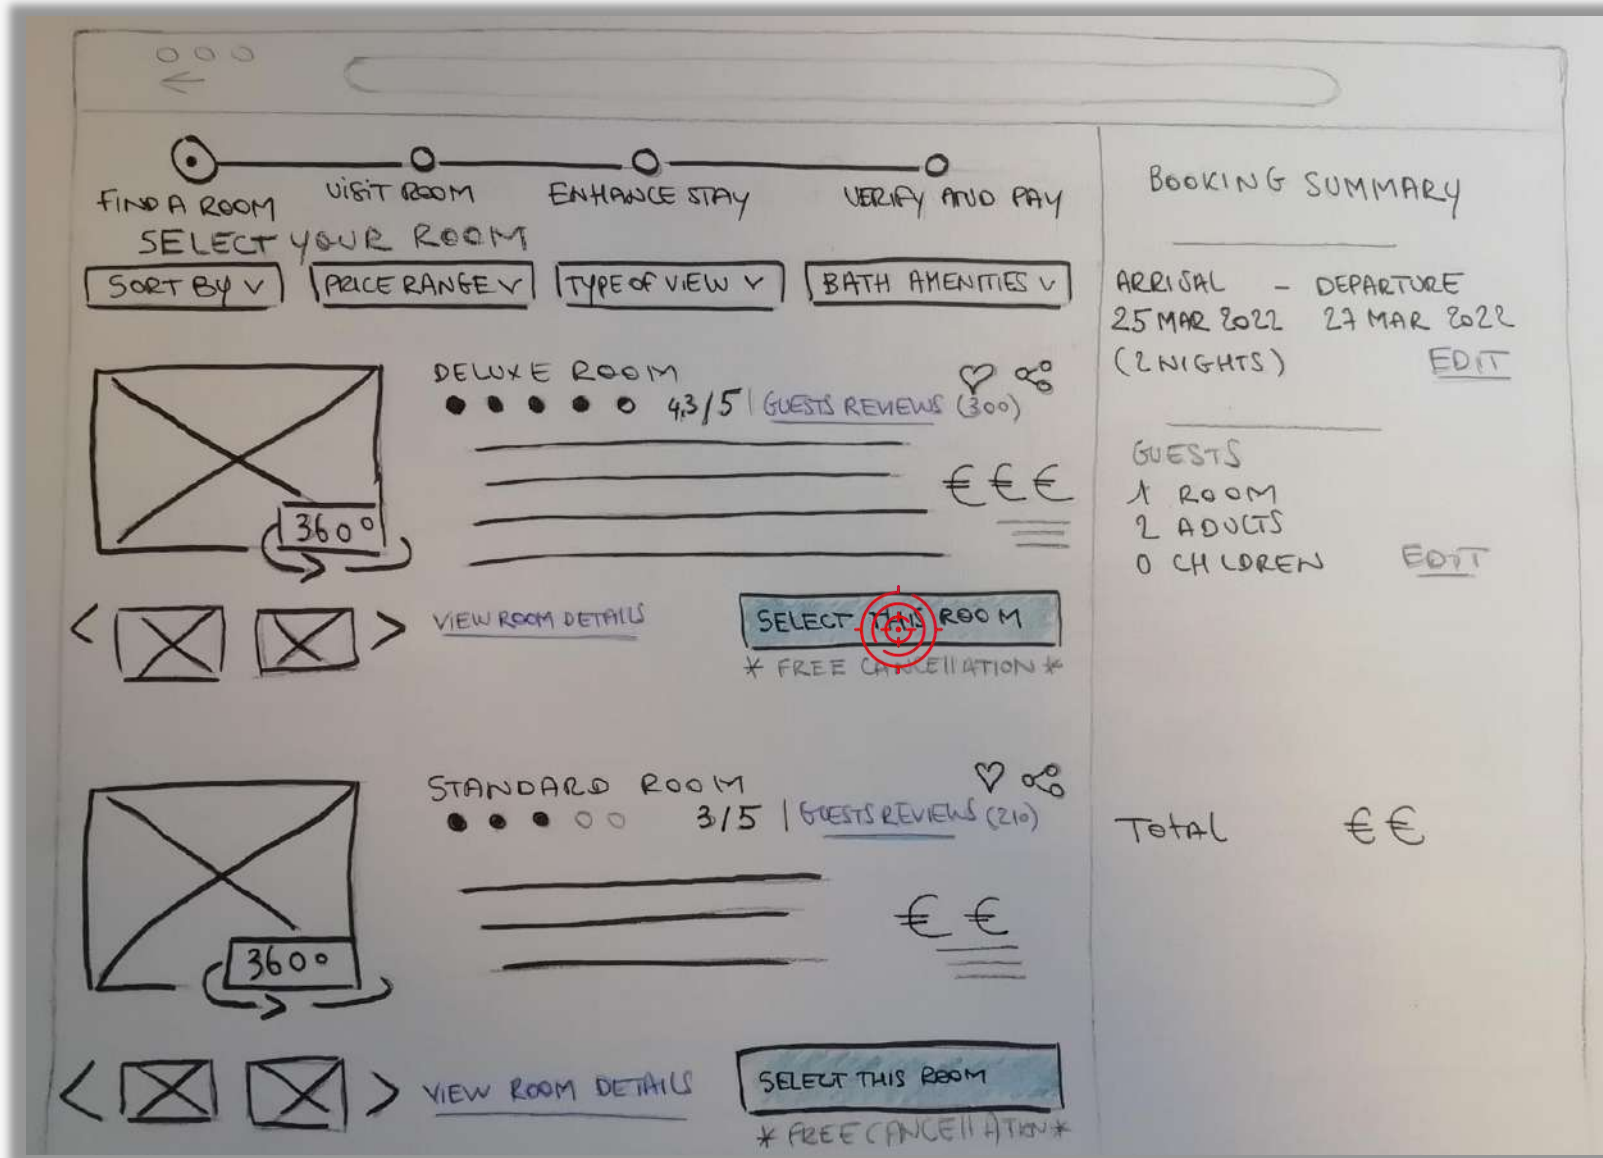 FIND A ROOM
VISIT ROOM
ENHANCE STAY
VERIFY AND PAY
SELECT YOUR ROOM
SORT BY
PRICE RANGE
TYPE OF VIEW
BATH AMENITIES
DELUXE ROOM
4,3/5 | GUESTS REVIEWS (300)
€€€
360°
VIEW ROOM DETAILS
SELECT THIS ROOM
* FREE CANCELLATION *
STANDARD ROOM
3/5 | GUESTS REVIEWS (210)
€€
360°
VIEW ROOM DETAILS
SELECT THIS ROOM
* FREE CANCELLATION *
BOOKING SUMMARY
ARRISAL - DEPARTURE
25 MAR 2022 27 MAR 2022
(2 NIGHTS) EDIT
GUESTS
1 ROOM
2 ADULTS
0 CHLDREN EDIT
TOTAL €€